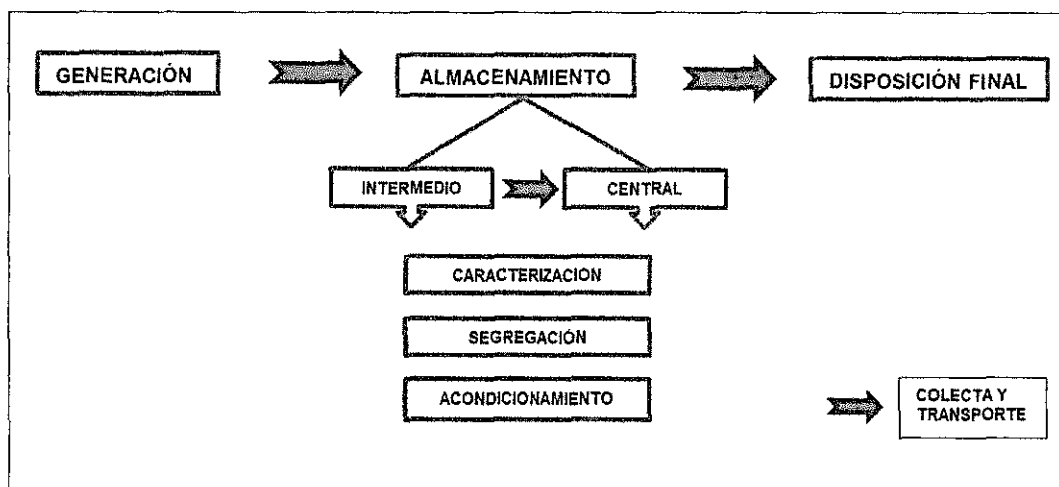 GENERACIÓN
ALMACENAMIENTO
DISPOSICIÓN FINAL
INTERMEDIO
CENTRAL
CARACTERIZACION
SEGREGACIÓN
ACONDICIONAMIENTO
COLECTA Y
TRANSPORTE